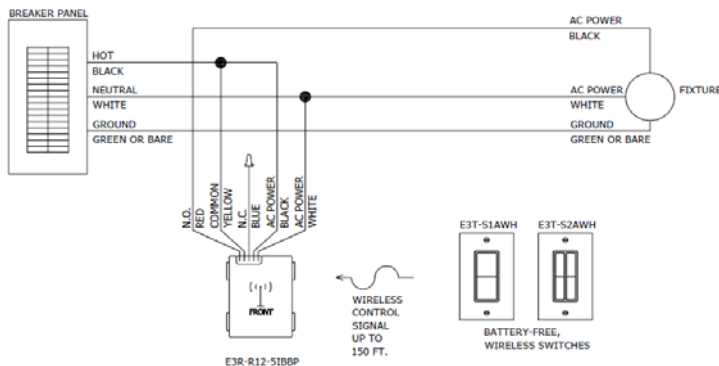 BREAKER PANEL
AC POWER
BLACK
HOT
BLACK
NEUTRAL
WHITE
AC POWER
WHITE
FIXTURE
GROUND
GREEN OR BARE
GROUND
GREEN OR BARE
N.O.
RED
COMMON
YELLOW
N.C.
BLUE
AC POWER
BLACK
AC POWER
WHITE
E3T-S1AWH
E3T-S2AWH
FRONT
WIRELESS
CONTROL
SIGNAL
UP TO
150 FT.
BATTERY-FREE,
WIRELESS SWITCHES
E3R-R12-5IBBP